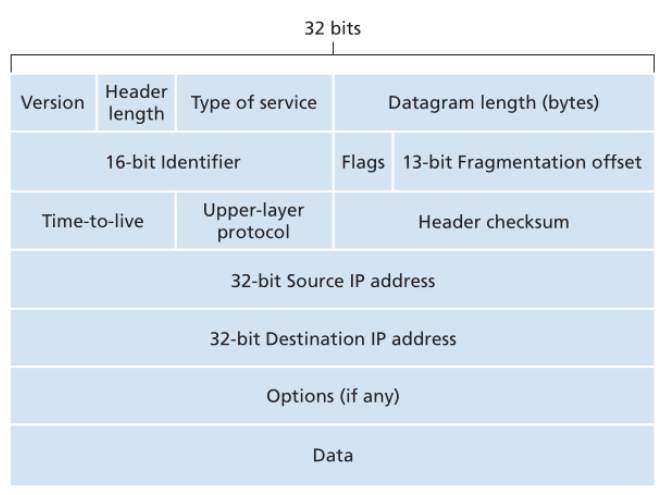 32 bits
Version
Header
length
Type of service
Datagram length (bytes)
16-bit Identifier
Flags
13-bit Fragmentation offset
Time-to-live
Upper-layer
protocol
Header checksum
32-bit Source IP address
32-bit Destination IP address
Options (if any)
Data